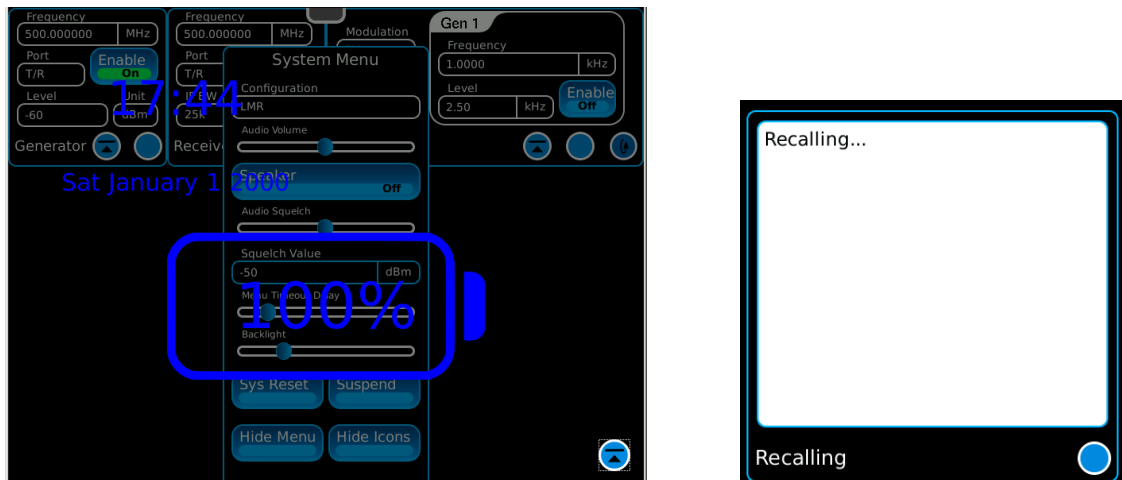 Frequency
500.000000 MHz
Port
T/R
Enable
On
Level Unit
-60 dBm
Generator
Frequency
500.000000 MHz
Port
T/R
IF BW
25k
Modulation
Gen 1
Frequency
1.0000 kHz
Level
2.50 kHz
Enable
Off
17:44
Sat January 1 2000
System Menu
Configuration
LMR
Audio Volume
Speaker
Off
Audio Squelch
Squelch Value
-50 dBm
Menu Timeout Delay
100%
Backlight
Sys Reset Suspend
Hide Menu Hide Icons
Recalling...
Recalling